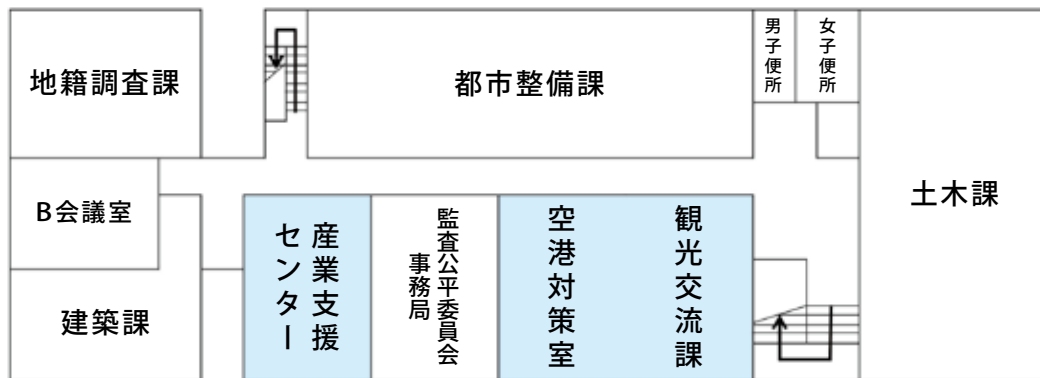 地籍調査課
都市整備課
男子便所
女子便所
土木課
B会議室
建築課
産業支援
センター
監査公平委員会
事務局
空港対策室
観光交流課